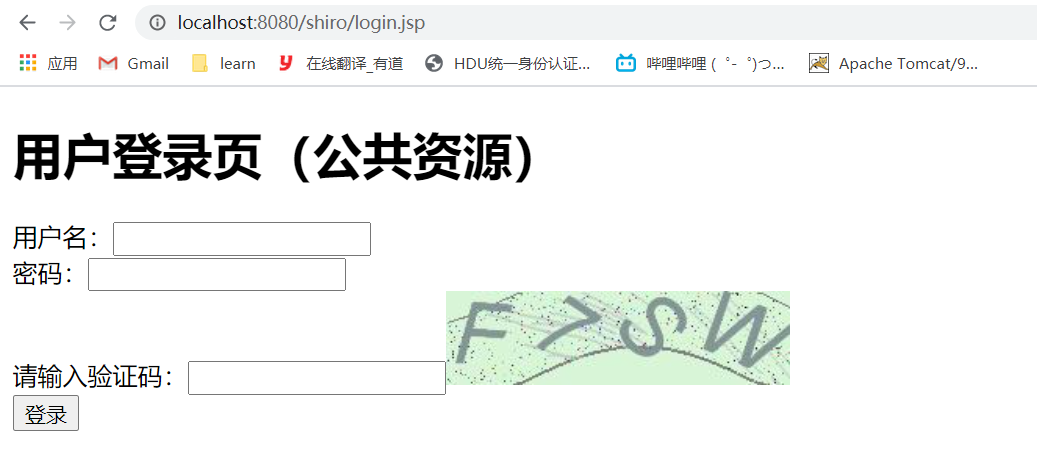 localhost:8080/shiro/login.jsp
应用 Gmail learn 在线翻译_有道 HDU统一身份认证... 哔哩哔哩 ( ゜- ゜)つ... Apache Tomcat/9...
用户登录页（公共资源）
用户名：
密码：
请输入验证码： F7SW
登录